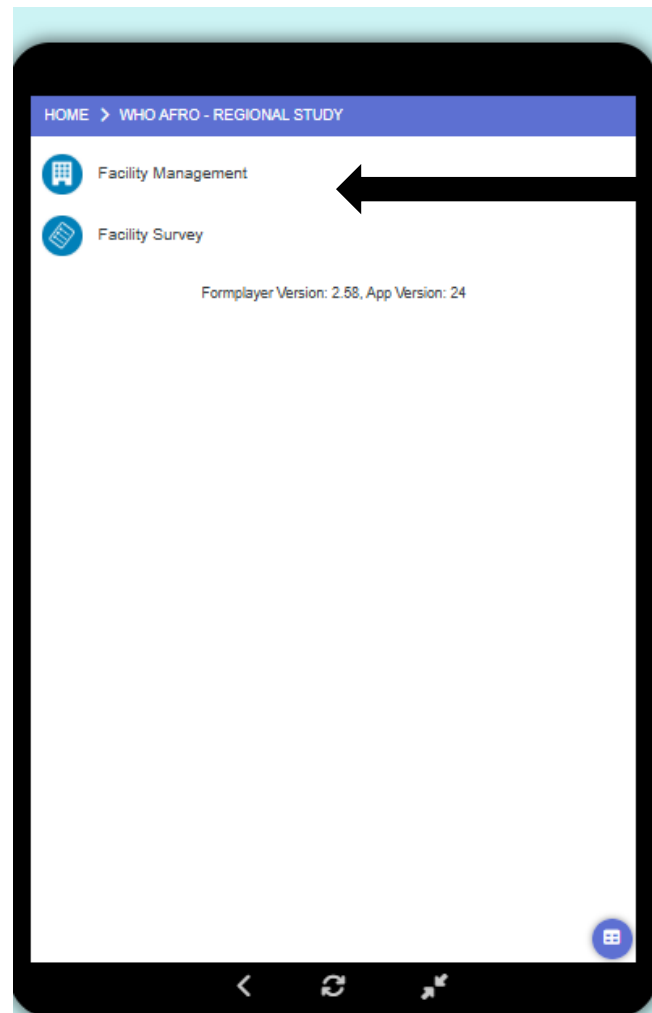 HOME > WHO AFRO - REGIONAL STUDY
Facility Management
Facility Survey
Formplayer Version: 2.58, App Version: 24